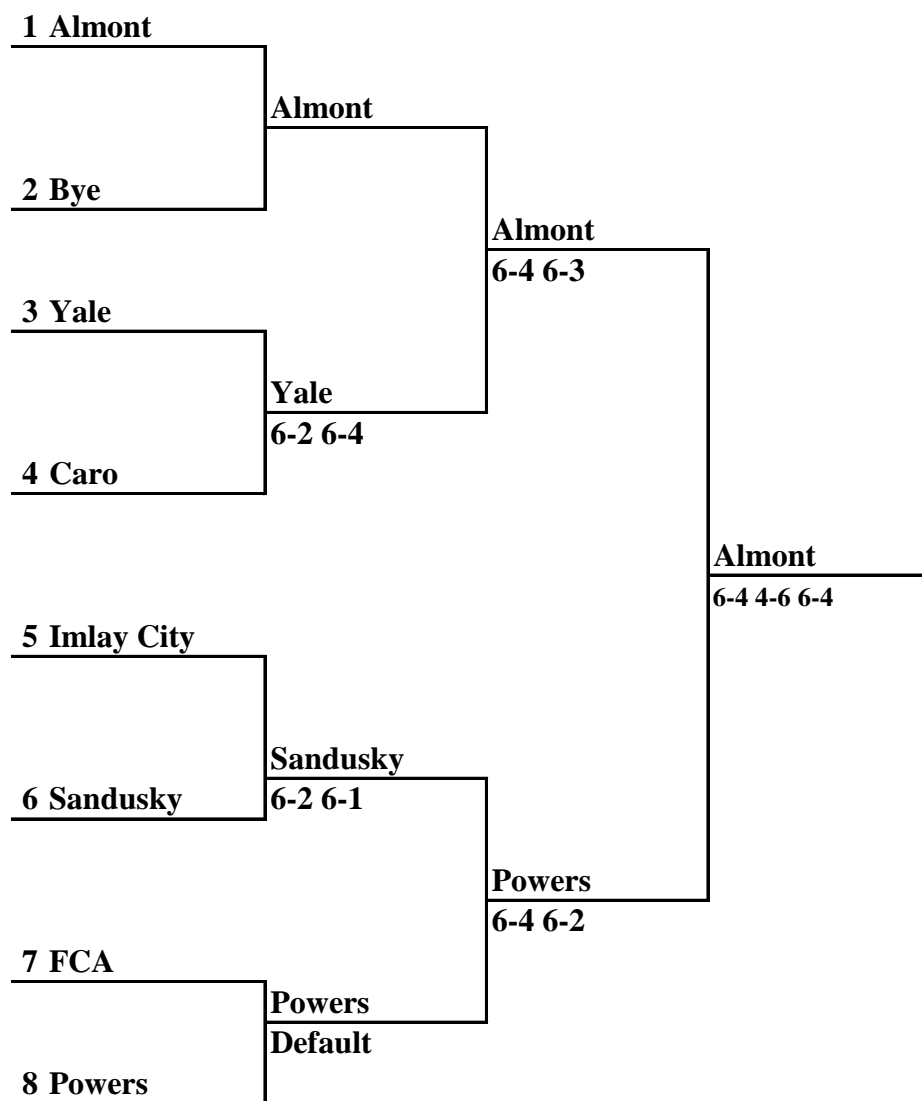 1 Almont
Almont
2 Bye
Almont
6-4 6-3
3 Yale
Yale
6-2 6-4
4 Caro
Almont
6-4 4-6 6-4
5 Imlay City
Sandusky
6 Sandusky
6-2 6-1
Powers
6-4 6-2
7 FCA
Powers
Default
8 Powers